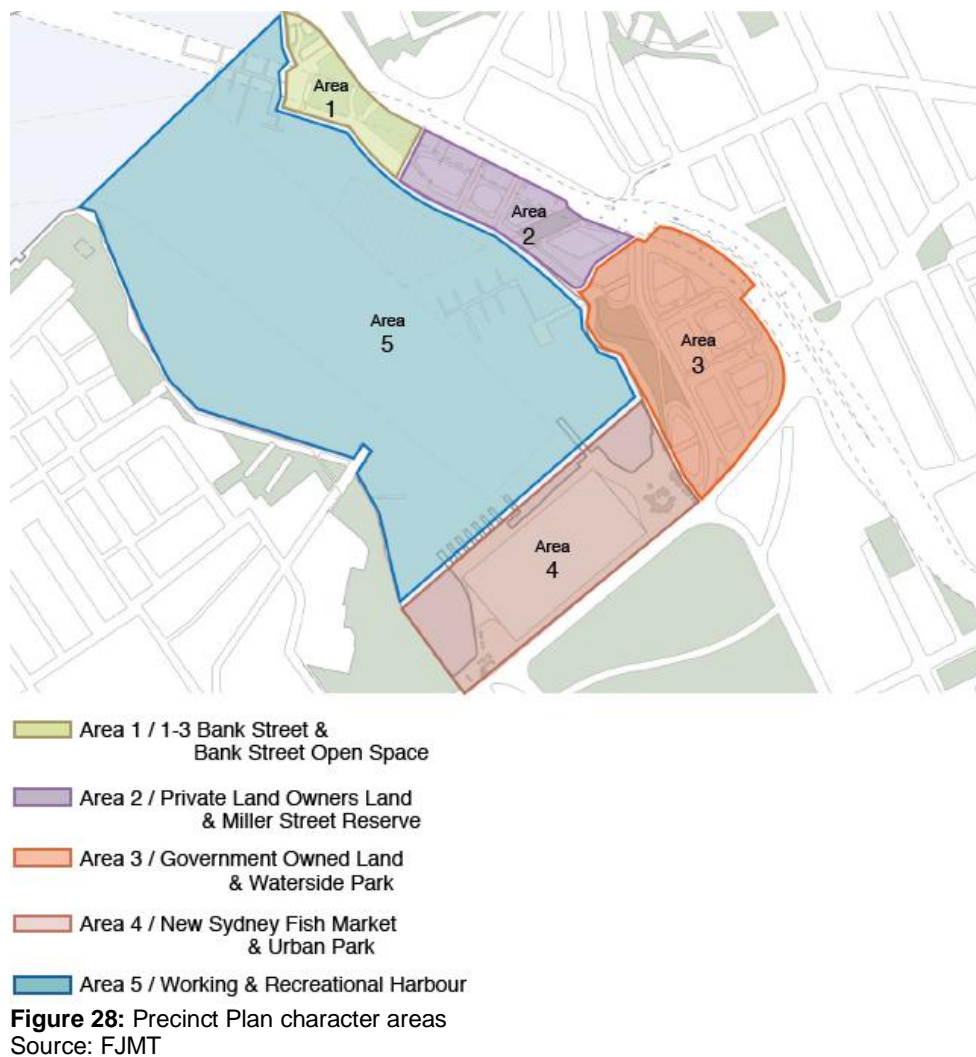 Area
1
Area
2
Area
3
Area
5
Area
4
Area 1 / 1-3 Bank Street &
Bank Street Open Space
Area 2 / Private Land Owners Land
& Miller Street Reserve
Area 3 / Government Owned Land
& Waterside Park
Area 4 / New Sydney Fish Market
& Urban Park
Area 5 / Working & Recreational Harbour
Figure 28: Precinct Plan character areas
Source: FJMT